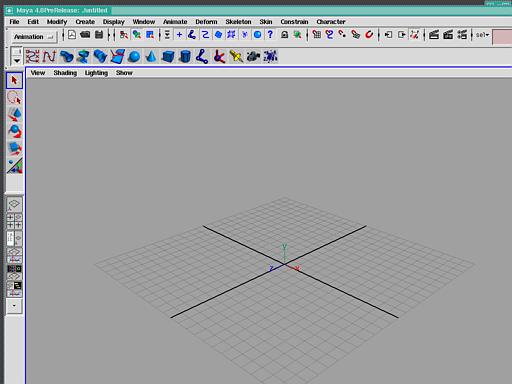 Maya 4.0PreRelease: .Untitled
File Edit Modify Create Display Window Animate Deform Skeleton Skin Constrain Character
Animation sel
View Shading Lighting Show
y
z x